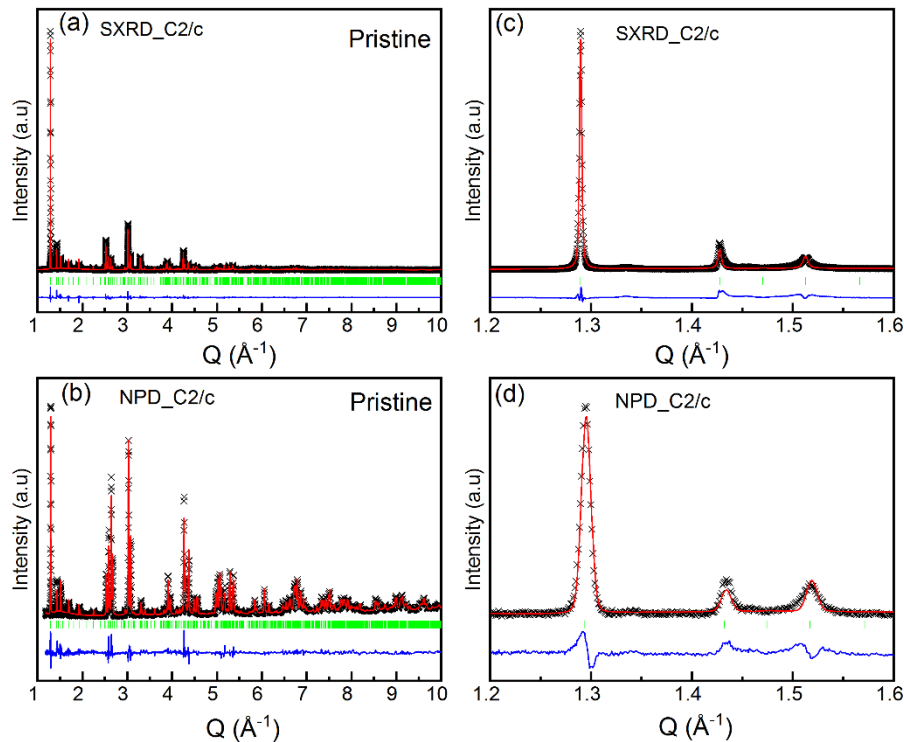 (a)
SXRD_C2/c
Pristine
Intensity (a.u)
1 2 3 4 5 6 7 8 9 10
Q (Å⁻¹)
(c)
SXRD_C2/c
Intensity (a.u)
1.2 1.3 1.4 1.5 1.6
Q (Å⁻¹)
(b)
NPD_C2/c
Pristine
Intensity (a.u)
1 2 3 4 5 6 7 8 9 10
Q (Å⁻¹)
(d)
NPD_C2/c
Intensity (a.u)
1.2 1.3 1.4 1.5 1.6
Q (Å⁻¹)